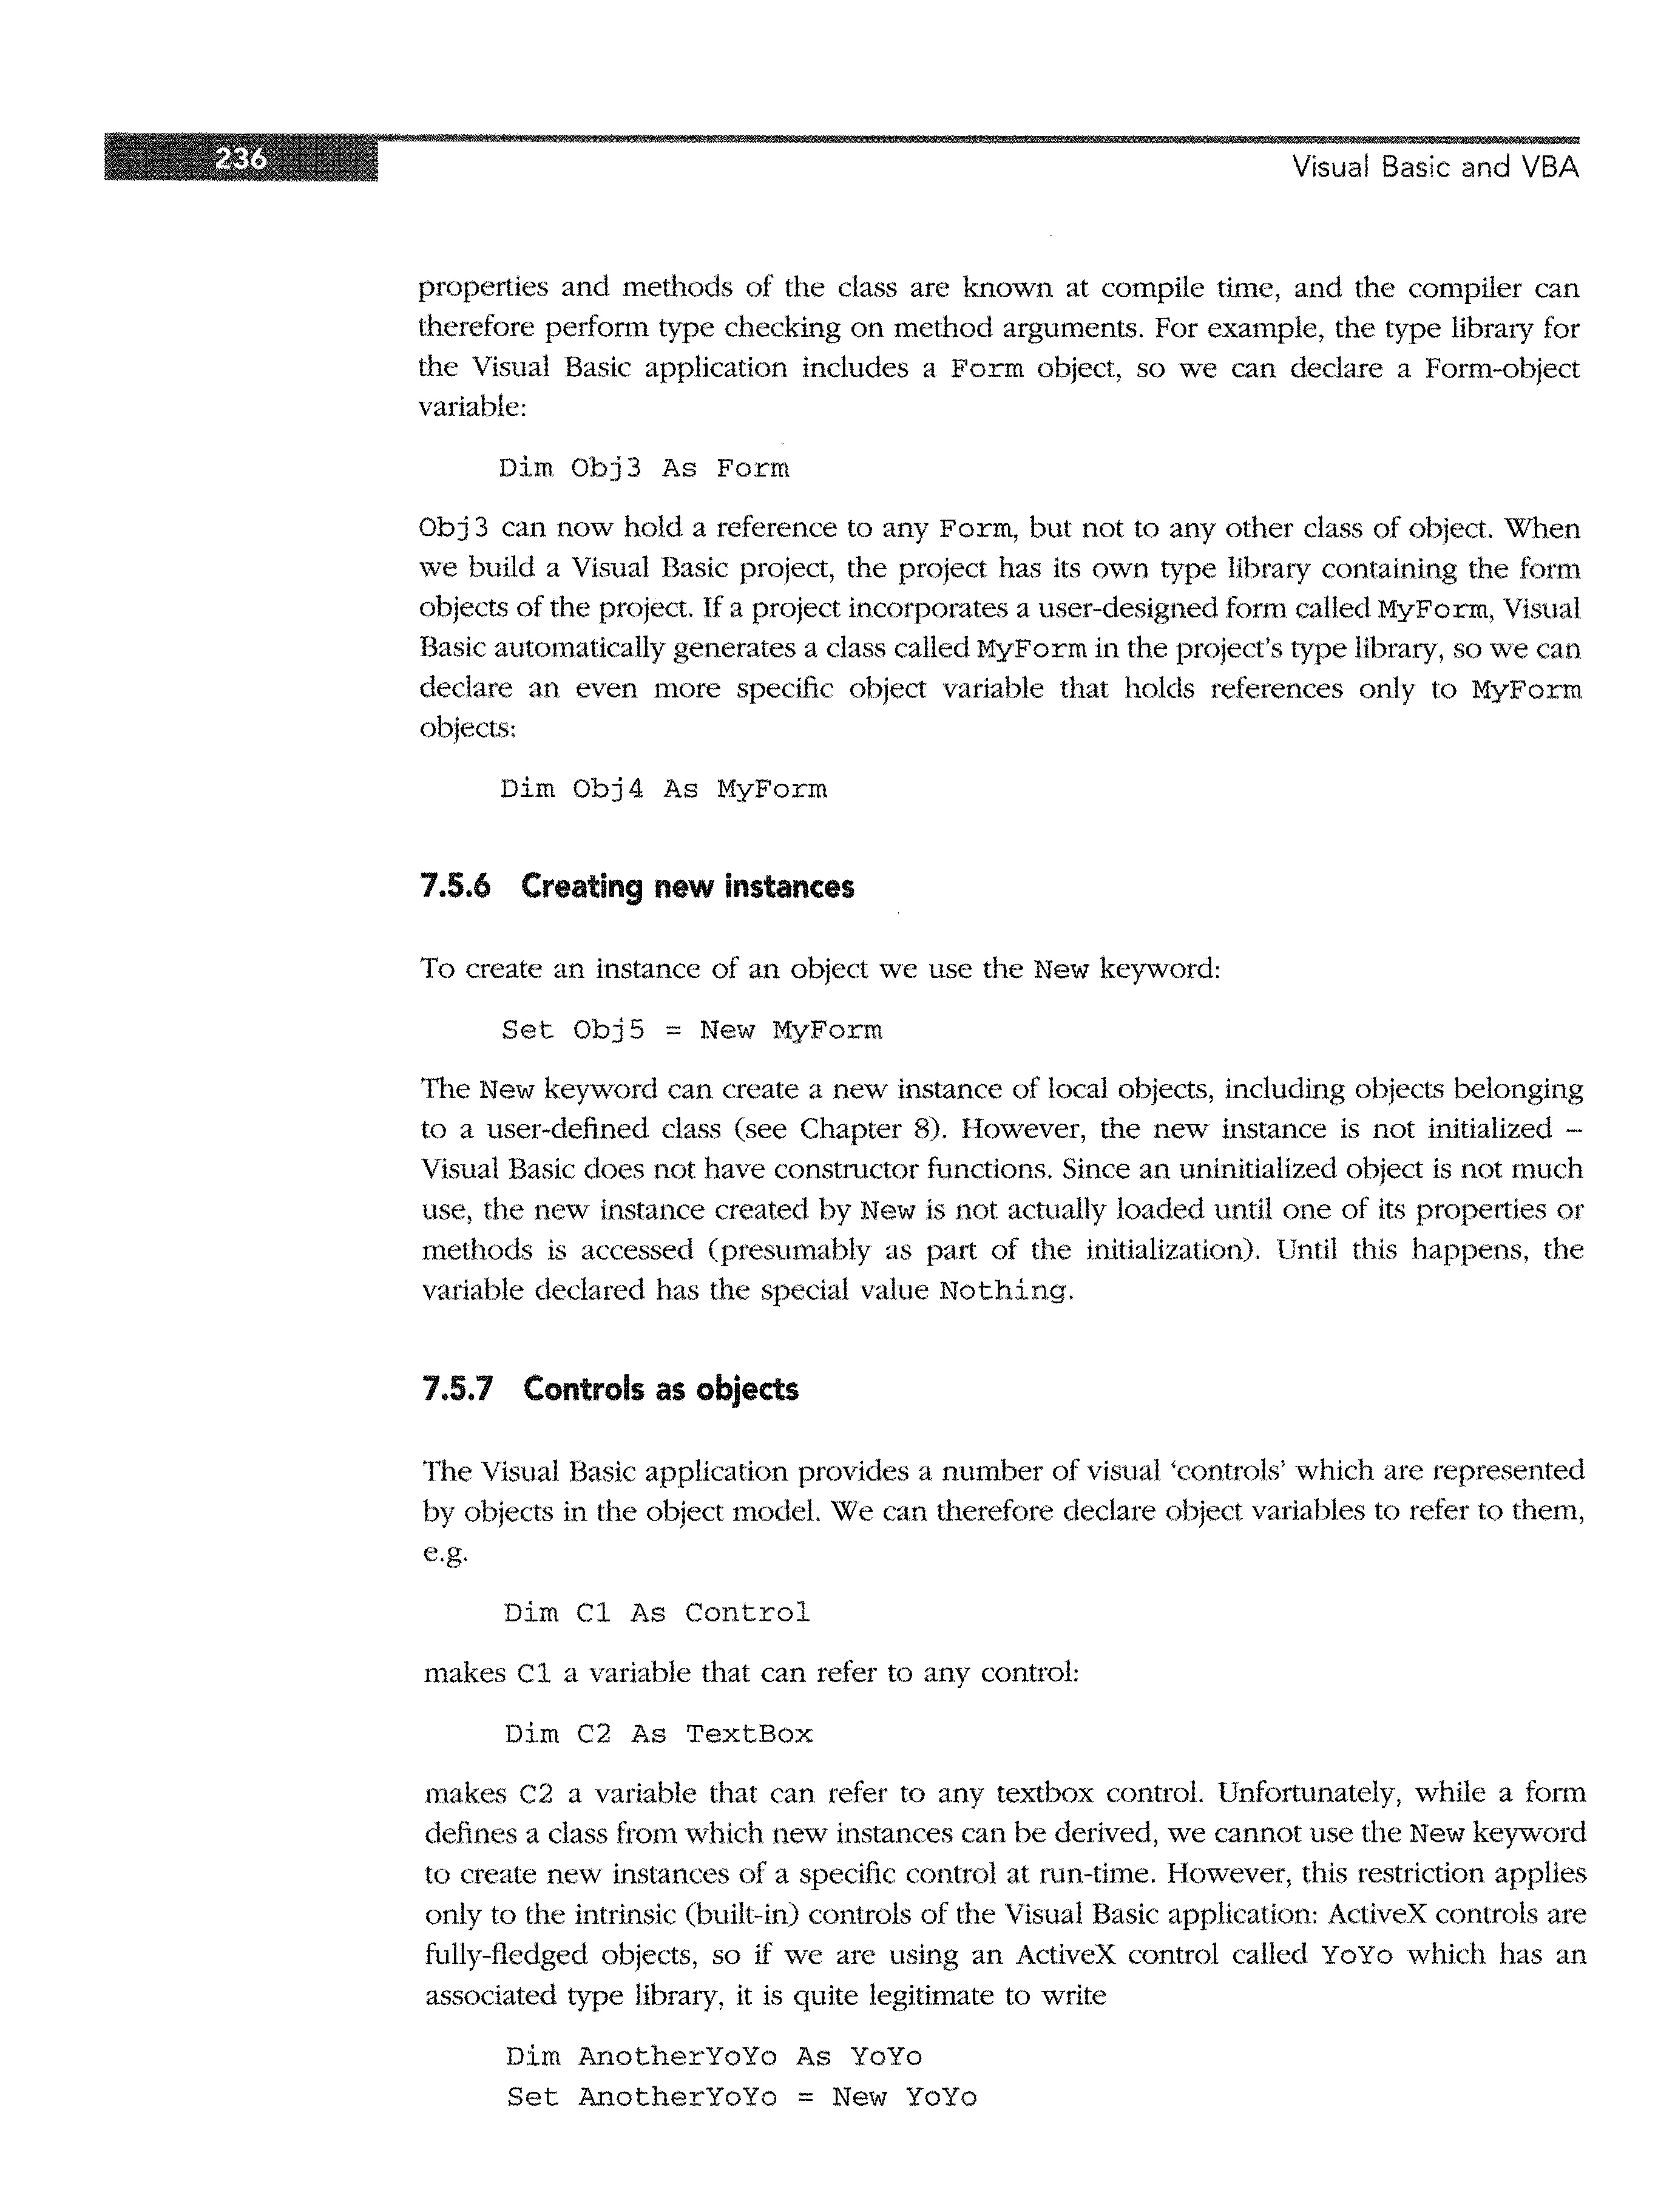 236
Visual Basic and VBA
properties and methods of the class are known at compile time, and the compiler can
therefore perform type checking on method arguments. For example, the type library for
the Visual Basic application includes a Form object, so we can declare a Form-object
variable:
Dim Obj3 As Form
Obj3 can now hold a reference to any Form, but not to any other class of object. When
we build a Visual Basic project, the project has its own type library containing the form
objects of the project. If a project incorporates a user-designed form called MyForm, Visual
Basic automatically generates a class called MyForm in the project's type library, so we can
declare an even more specific object variable that holds references only to MyForm
objects:
Dim Obj4 As MyForm
7.5.6 Creating new instances
To create an instance of an object we use the New keyword:
Set Obj5 = New MyForm
The New keyword can create a new instance of local objects, including objects belonging
to a user-defined class (see Chapter 8). However, the new instance is not initialized –
Visual Basic does not have constructor functions. Since an uninitialized object is not much
use, the new instance created by New is not actually loaded until one of its properties or
methods is accessed (presumably as part of the initialization). Until this happens, the
variable declared has the special value Nothing.
7.5.7 Controls as objects
The Visual Basic application provides a number of visual 'controls' which are represented
by objects in the object model. We can therefore declare object variables to refer to them,
e.g.
Dim C1 As Control
makes C1 a variable that can refer to any control:
Dim C2 As TextBox
makes C2 a variable that can refer to any textbox control. Unfortunately, while a form
defines a class from which new instances can be derived, we cannot use the New keyword
to create new instances of a specific control at run-time. However, this restriction applies
only to the intrinsic (built-in) controls of the Visual Basic application: ActiveX controls are
fully-fledged objects, so if we are using an ActiveX control called YoYo which has an
associated type library, it is quite legitimate to write
Dim AnotherYoYo As YoYo
Set AnotherYoYo = New YoYo